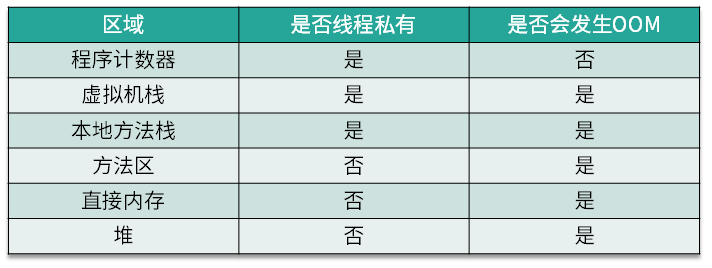 区域 是否线程私有 是否会发生OOM
程序计数器 是 否
虚拟机栈 是 是
本地方法栈 是 是
方法区 否 是
直接内存 否 是
堆 否 是